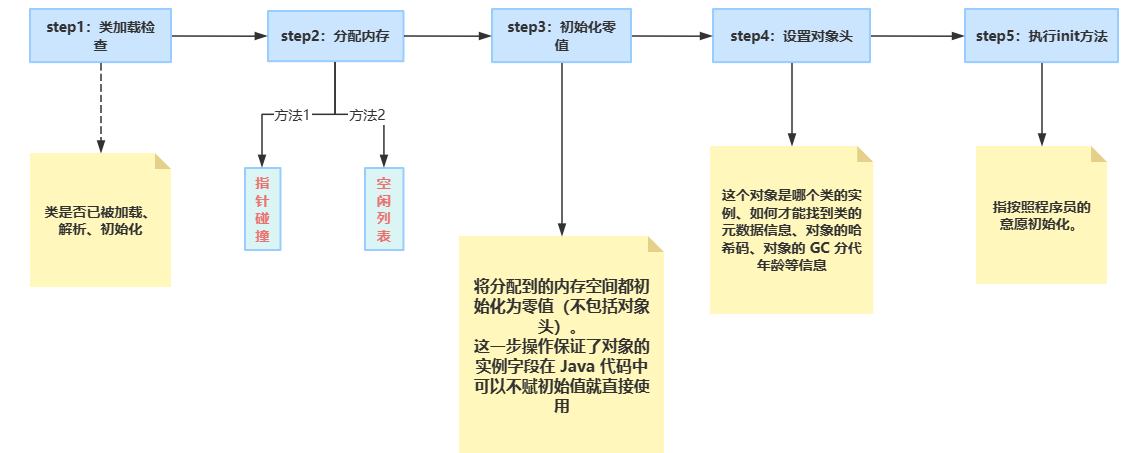 step1：类加载检
查
step2：分配内存
step3：初始化零
值
step4：设置对象头
step5：执行init方法
方法1
方法2
类是否已被加载、
解析、初始化
指
针
碰
撞
空
闲
列
表
将分配到的内存空间都初
始化为零值（不包括对象
头）。
这一步操作保证了对象的
实例字段在 Java 代码中
可以不赋初始值就直接使
用
这个对象是哪个类的实
例、如何才能找到类的
元数据信息、对象的哈
希码、对象的 GC 分代
年龄等信息
指按照程序员的
意愿初始化。